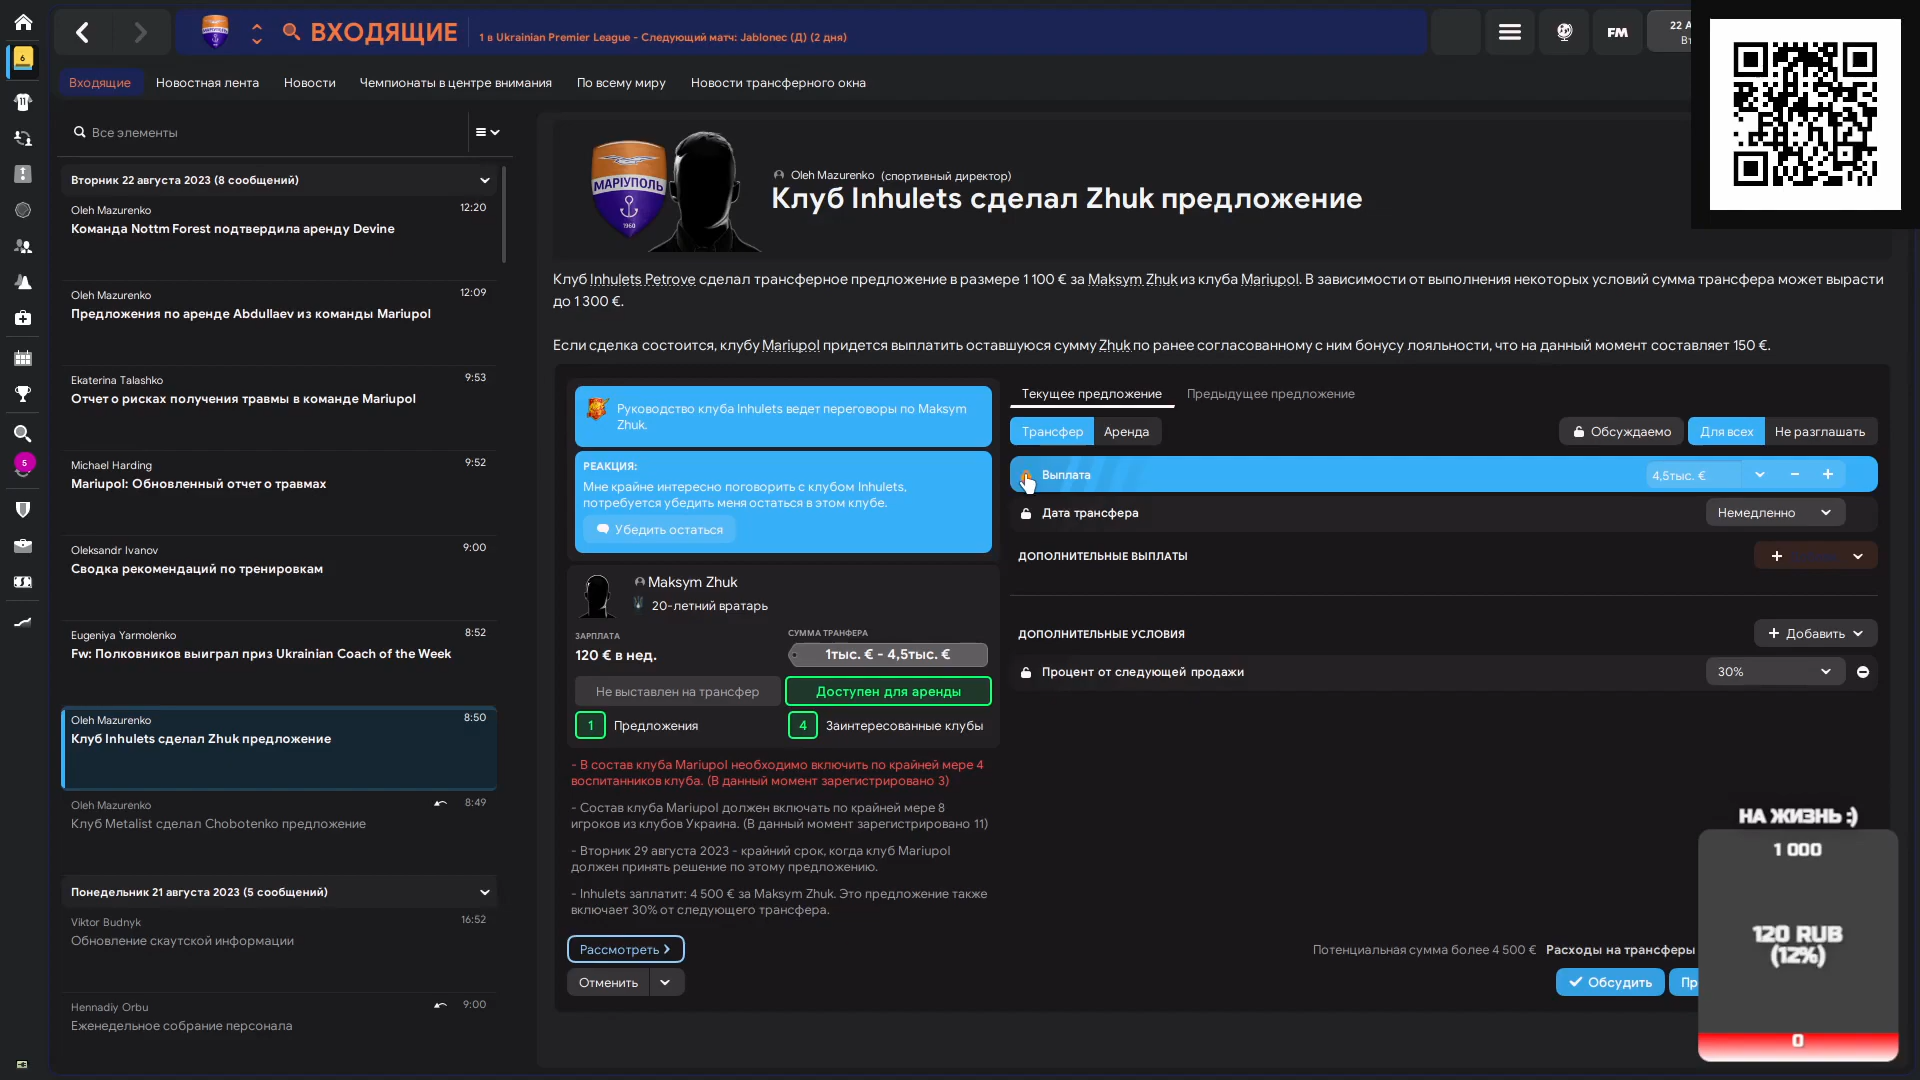 6
ВХОДЯЩИЕ
1 в Ukrainian Premier League - Следующий матч: Jablonec (Д) (2 дня)
FM
22 А
Вт
Входящие
Новостная лента
Новости
Чемпионаты в центре внимания
По всему миру
Новости трансферного окна
Все элементы
Вторник 22 августа 2023 (8 сообщений)
Oleh Mazurenko
12:20
Команда Nottm Forest подтвердила аренду Devine
Oleh Mazurenko
12:09
Предложения по аренде Abdullaev из команды Mariupol
Ekaterina Talashko
9:53
Отчет о рисках получения травмы в команде Mariupol
Michael Harding
9:52
Mariupol: Обновленный отчет о травмах
5
Oleksandr Ivanov
9:00
Сводка рекомендаций по тренировкам
Eugeniya Yarmolenko
8:52
Fw: Полковников выиграл приз Ukrainian Coach of the Week
Oleh Mazurenko
8:50
Клуб Inhulets сделал Zhuk предложение
Oleh Mazurenko
8:49
Клуб Metalist сделал Chobotenko предложение
Понедельник 21 августа 2023 (5 сообщений)
Viktor Budnyk
16:52
Обновление скаутской информации
Hennadiy Orbu
9:00
Еженедельное собрание персонала
МАРІУПОЛЬ
1960
Oleh Mazurenko (спортивный директор)
Клуб Inhulets сделал Zhuk предложение
Клуб Inhulets Petrove сделал трансферное предложение в размере 1 100 € за Maksym Zhuk из клуба Mariupol. В зависимости от выполнения некоторых условий сумма трансфера может вырасти
до 1 300 €.
Если сделка состоится, клубу Mariupol придется выплатить оставшуюся сумму Zhuk по ранее согласованному с ним бонусу лояльности, что на данный момент составляет 150 €.
Руководство клуба Inhulets ведет переговоры по Maksym
Zhuk.
РЕАКЦИЯ:
Мне крайне интересно поговорить с клубом Inhulets,
потребуется убедить меня остаться в этом клубе.
Убедить остаться
Maksym Zhuk
20-летний вратарь
ЗАРПЛАТА
120 € в нед.
СУММА ТРАНФЕРА
1тыс. € - 4,5тыс. €
Не выставлен на трансфер
Доступен для аренды
1 Предложения
4 Заинтересованные клубы
- В состав клуба Mariupol необходимо включить по крайней мере 4
воспитанников клуба. (В данный момент зарегистрировано 3)
- Состав клуба Mariupol должен включать по крайней мере 8
игроков из клубов Украина. (В данный момент зарегистрировано 11)
- Вторник 29 августа 2023 - крайний срок, когда клуб Mariupol
должен принять решение по этому предложению.
- Inhulets заплатит: 4 500 € за Maksym Zhuk. Это предложение также
включает 30% от следующего трансфера.
Рассмотреть
Отменить
Текущее предложение
Предыдущее предложение
Трансфер
Аренда
Обсуждаемо
Для всех
Не разглашать
Выплата
4,5тыс. €
Дата трансфера
Немедленно
ДОПОЛНИТЕЛЬНЫЕ ВЫПЛАТЫ
ДОПОЛНИТЕЛЬНЫЕ УСЛОВИЯ
Добавить
Процент от следующей продажи
30%
Потенциальная сумма более 4 500 €
Расходы на трансферы
Обсудить
Пр
НА ЖИЗНЬ :)
1 000
120 RUB
(12%)
0